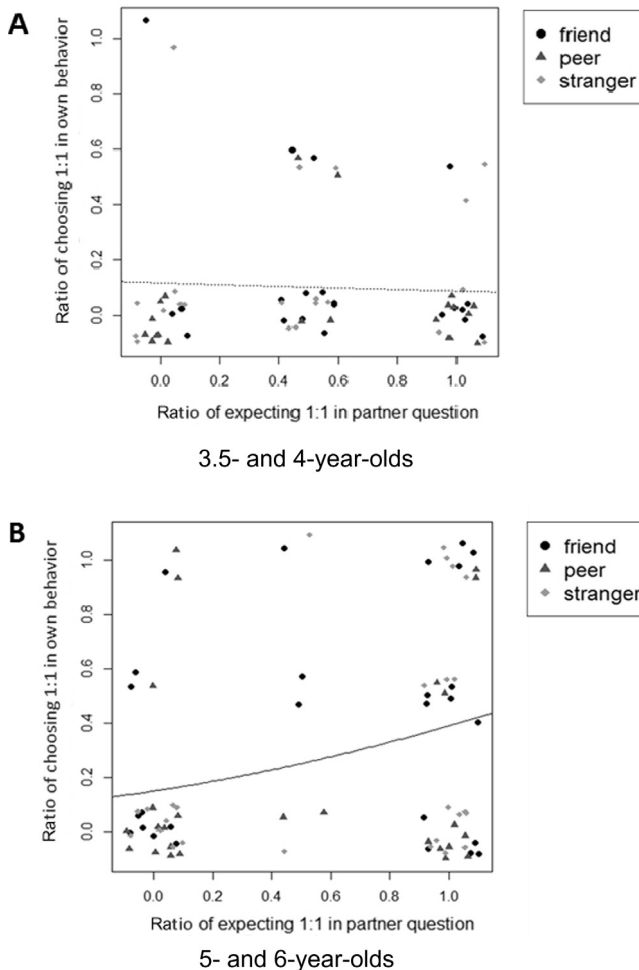 A
Ratio of choosing 1:1 in own behavior
1.0
0.8
0.6
0.4
0.2
0.0
0.0 0.2 0.4 0.6 0.8 1.0
Ratio of expecting 1:1 in partner question
friend
peer
stranger
3.5- and 4-year-olds
B
Ratio of choosing 1:1 in own behavior
1.0
0.8
0.6
0.4
0.2
0.0
0.0 0.2 0.4 0.6 0.8 1.0
Ratio of expecting 1:1 in partner question
friend
peer
stranger
5- and 6-year-olds